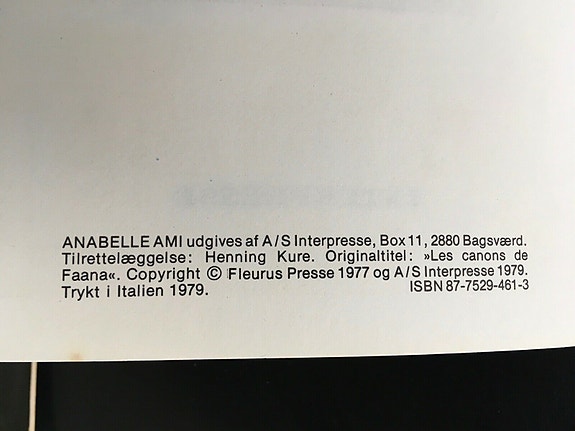 ANABELLE AMI udgives af A/S Interpresse, Box 11, 2880 Bagsværd.
Tilrettelæggelse: Henning Kure. Originaltitel: »Les canons de
Faana«. Copyright © Fleurus Presse 1977 og A/S Interpresse 1979.
Trykt i Italien 1979. ISBN 87-7529-461-3